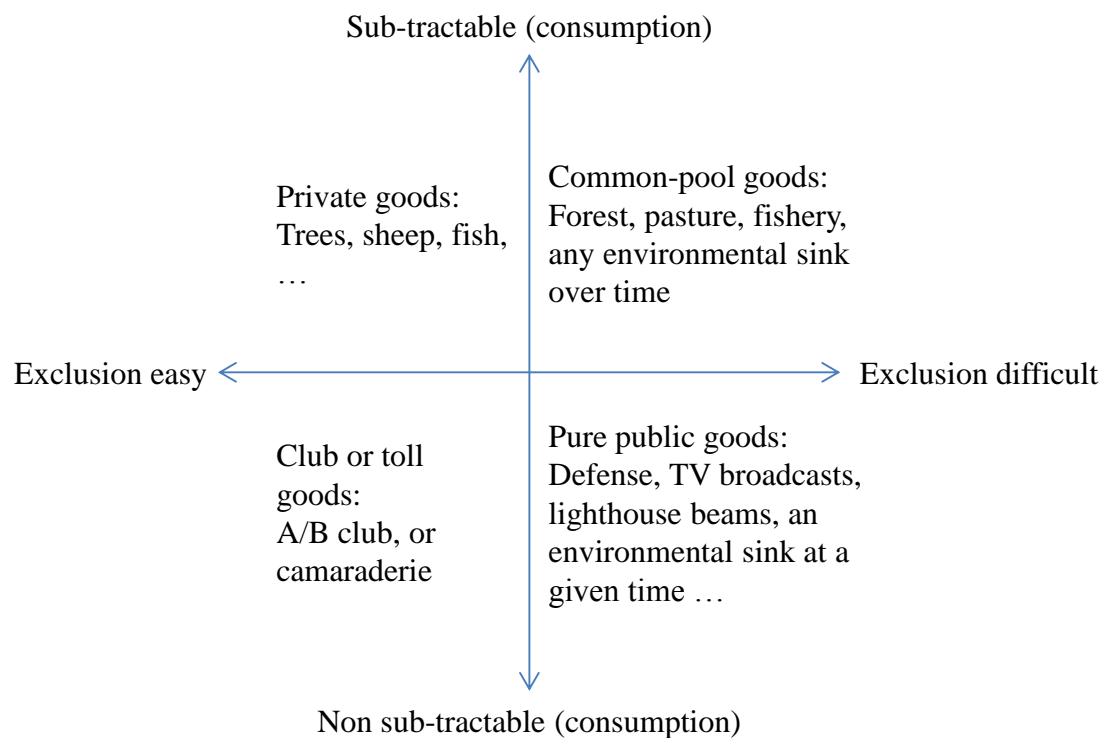 Sub-tractable (consumption)
Private goods:
Trees, sheep, fish,
…
Common-pool goods:
Forest, pasture, fishery,
any environmental sink
over time
Exclusion easy
Exclusion difficult
Club or toll
goods:
A/B club, or
camaraderie
Pure public goods:
Defense, TV broadcasts,
lighthouse beams, an
environmental sink at a
given time …
Non sub-tractable (consumption)